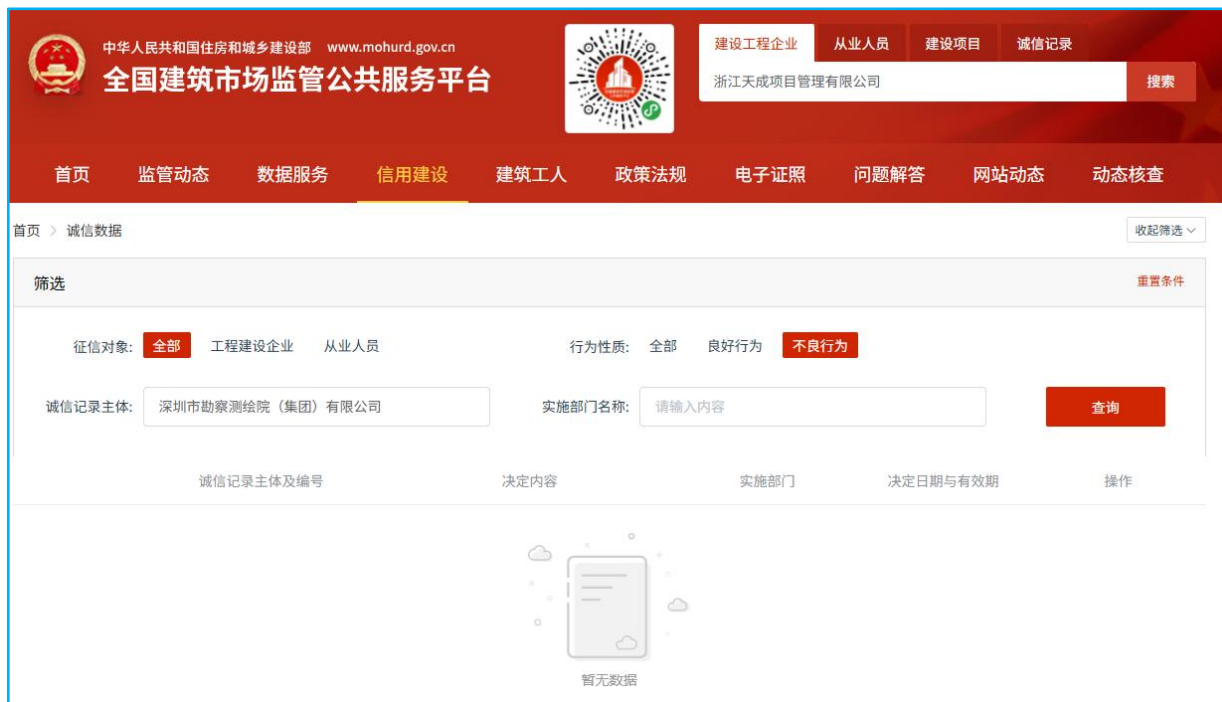 中华人民共和国住房和城乡建设部 www.mohurd.gov.cn
全国建筑市场监管公共服务平台
建设工程企业 从业人员 建设项目 诚信记录
浙江天成项目管理有限公司 搜索
首页 监管动态 数据服务 信用建设 建筑工人 政策法规 电子证照 问题解答 网站动态 动态核查
首页 > 诚信数据 收起筛选
筛选 重置条件
征信对象: 全部 工程建设企业 从业人员 行为性质: 全部 良好行为 不良行为
诚信记录主体: 深圳市勘察测绘院（集团）有限公司 实施部门名称: 请输入内容 查询
诚信记录主体及编号 决定内容 实施部门 决定日期与有效期 操作
暂无数据